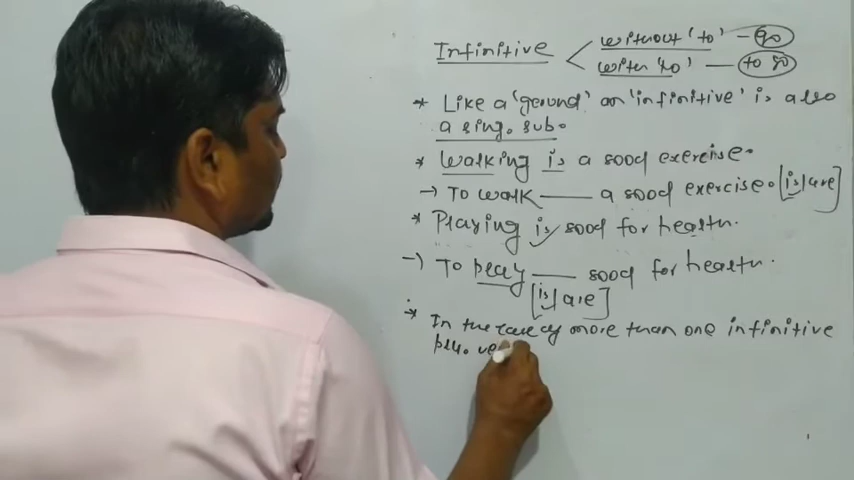 Infinitive < without 'to' - go
with 'to' — to go
* Like a 'ground' an 'infinitive' is also
a sing. sub.
* Walking is a good exercise.
→ To walk —— a good exercise. [is/are]
* Playing is good for health.
→ To play —— good for health.
[is/are]
* In the case of more than one infinitive
plu. ve